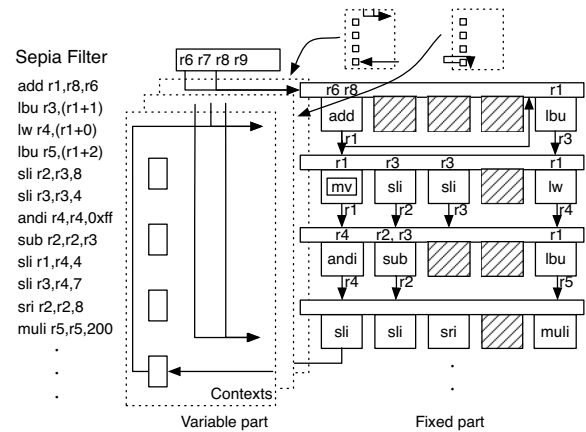 Sepia Filter
add r1,r8,r6
lbu r3,(r1+1)
lw r4,(r1+0)
lbu r5,(r1+2)
sli r2,r3,8
sli r3,r3,4
andi r4,r4,0xff
sub r2,r2,r3
sli r1,r4,4
sli r3,r4,7
sri r2,r2,8
muli r5,r5,200
.
.
.
r6 r7 r8 r9
Contexts
Variable part
r6 r8 r1
add lbu
r1 r3
r1 r3 r3 r1
mv sli sli lw
r1 r2 r3 r4
r4 r2, r3 r1
andi sub lbu
r4 r2 r5
sli sli sri muli
.
.
.
Fixed part